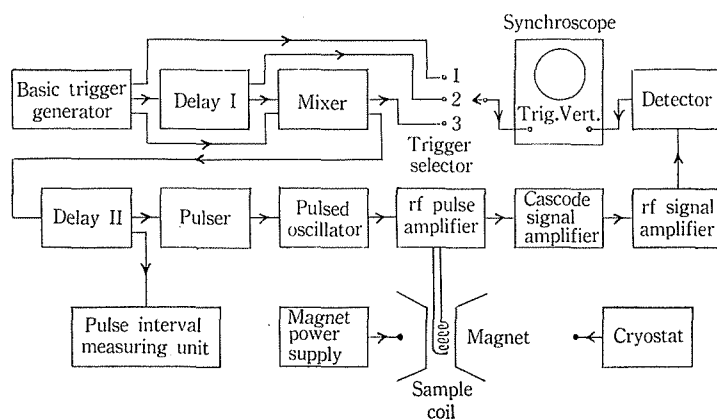 Synchroscope
Basic trigger
generator
Delay I
Mixer
1
2
3
Trigger
selector
Trig. Vert.
Detector
Delay II
Pulser
Pulsed
oscillator
rf pulse
amplifier
Cascode
signal
amplifier
rf signal
amplifier
Pulse interval
measuring unit
Magnet
power
supply
Magnet
Cryostat
Sample
coil